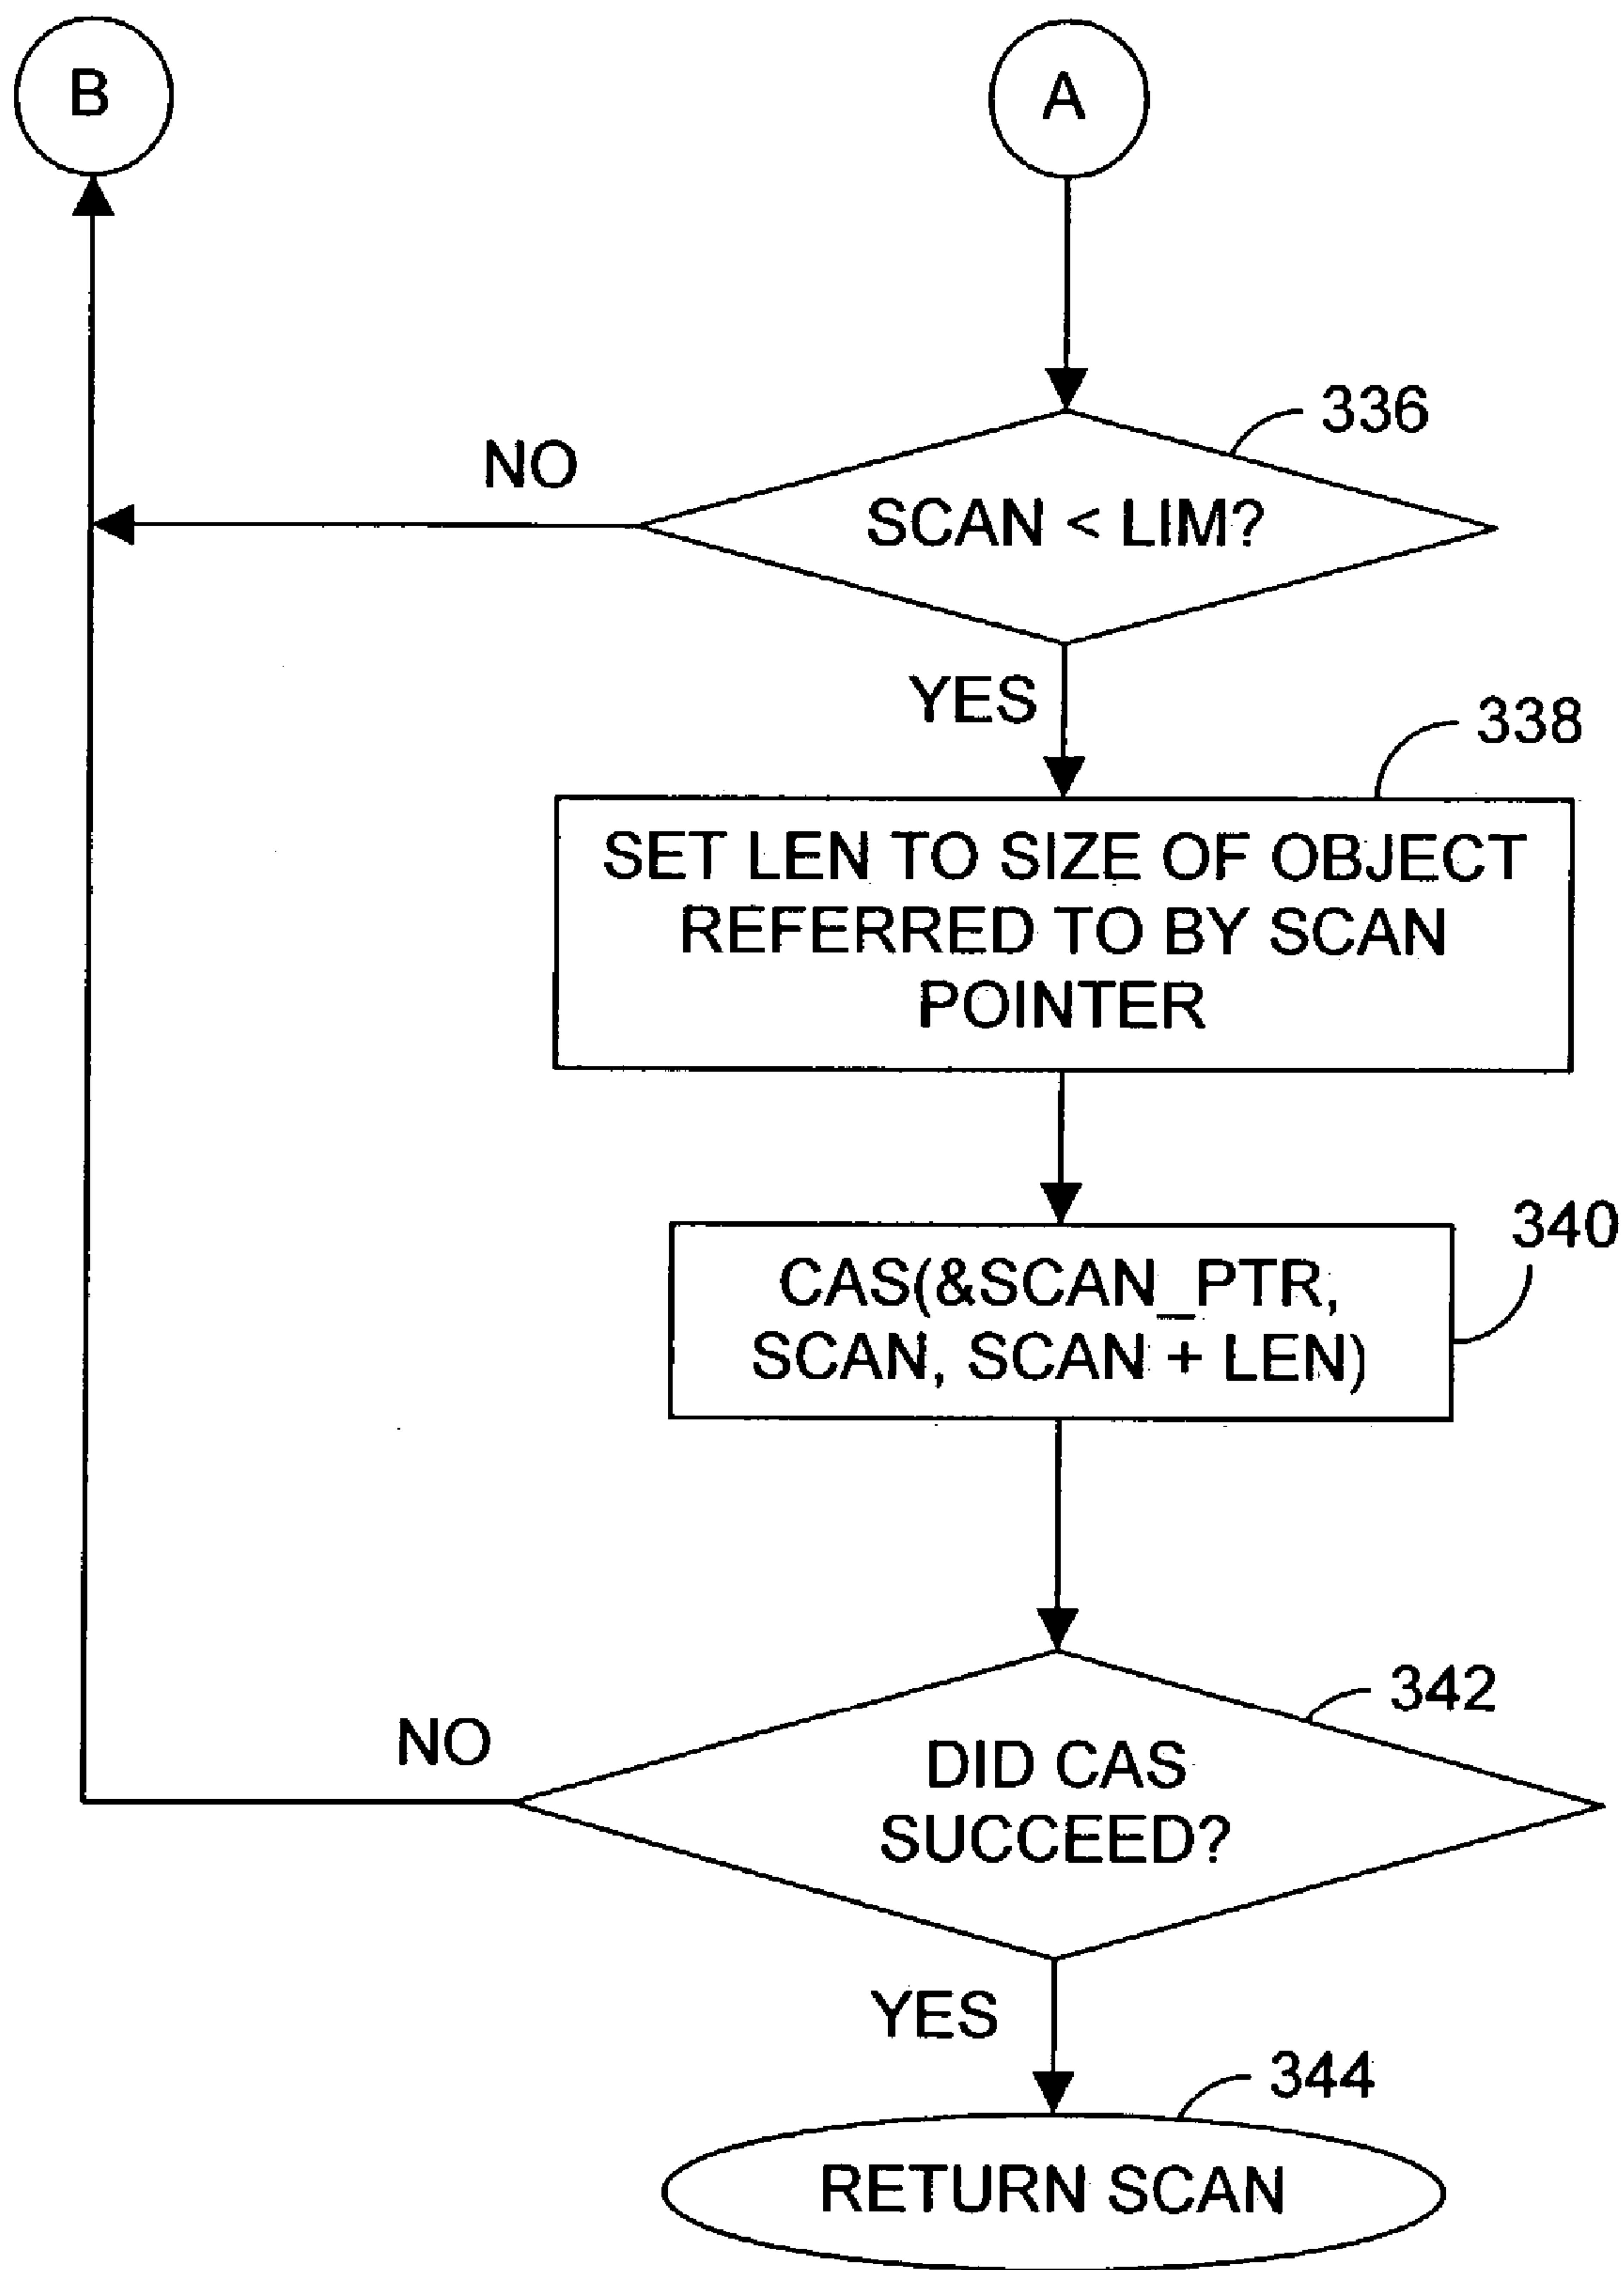 B
A
336
NO
SCAN < LIM?
YES
338
SET LEN TO SIZE OF OBJECT
REFERRED TO BY SCAN
POINTER
340
CAS(&SCAN_PTR,
SCAN, SCAN + LEN)
342
NO
DID CAS
SUCCEED?
YES
344
RETURN SCAN